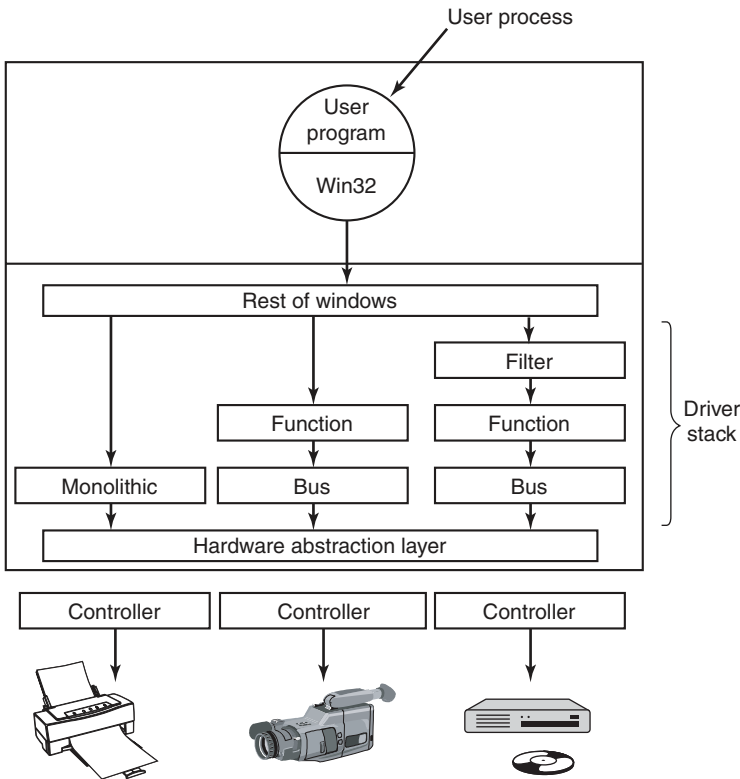 User process
User
program
Win32
Rest of windows
Filter
Function
Function
Driver
stack
Monolithic
Bus
Bus
Hardware abstraction layer
Controller
Controller
Controller